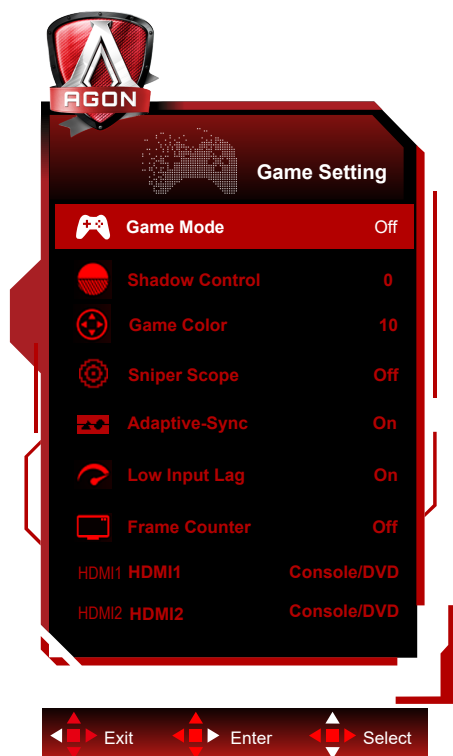 AGON
Game Setting
Game Mode Off
Shadow Control 0
Game Color 10
Sniper Scope Off
Adaptive-Sync On
Low Input Lag On
Frame Counter Off
HDMI1 HDMI1 Console/DVD
HDMI2 HDMI2 Console/DVD
Exit Enter Select